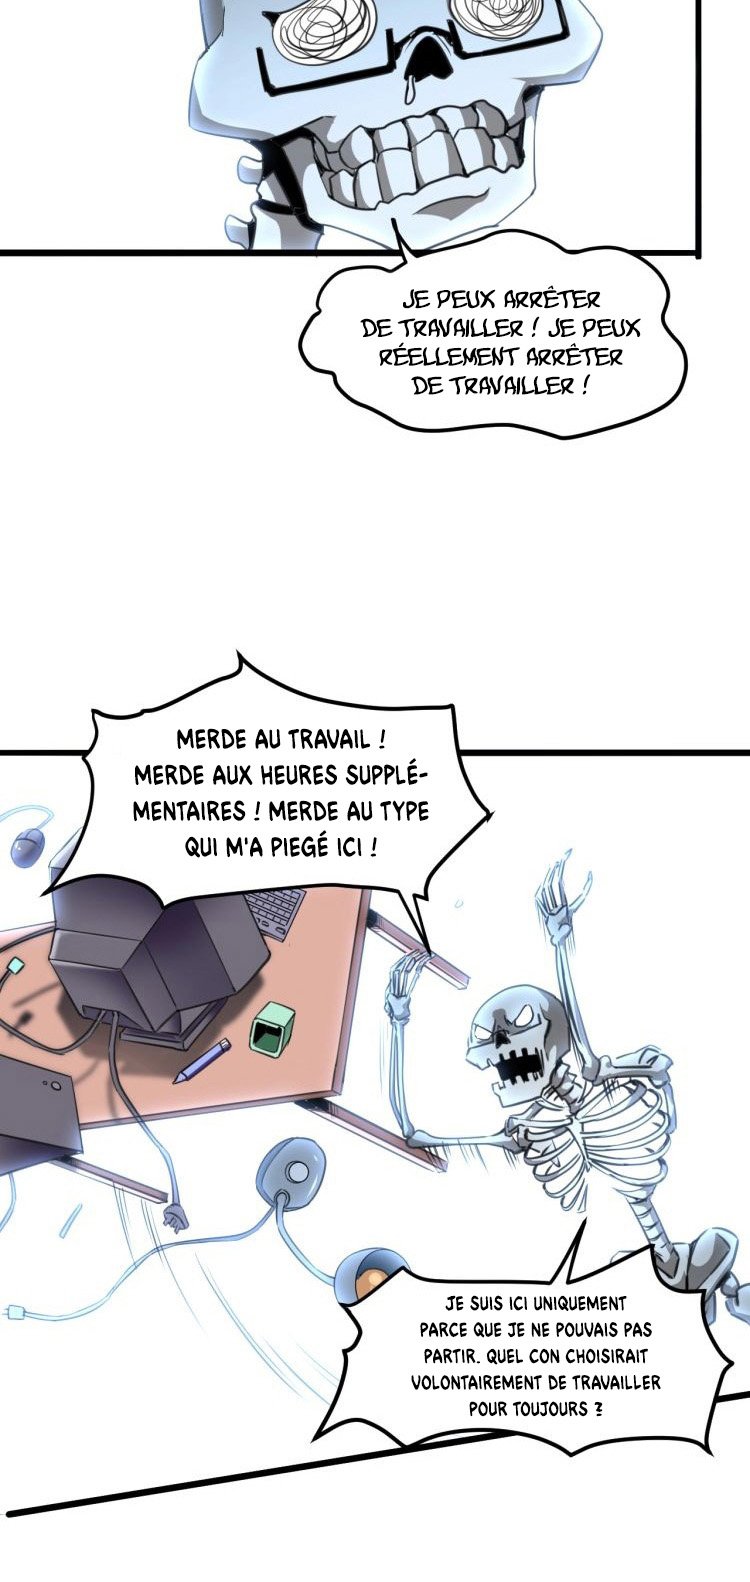 JE PEUX ARRÊTER
DE TRAVAILLER ! JE PEUX
RÉELLEMENT ARRÊTER
DE TRAVAILLER !
MERDE AU TRAVAIL !
MERDE AUX HEURES SUPPLÉ-
MENTAIRES ! MERDE AU TYPE
QUI M'A PIEGÉ ICI !
JE SUIS ICI UNIQUEMENT
PARCE QUE JE NE POUVAIS PAS
PARTIR. QUEL CON CHOISIRAIT
VOLONTAIREMENT DE TRAVAILLER
POUR TOUJOURS ?